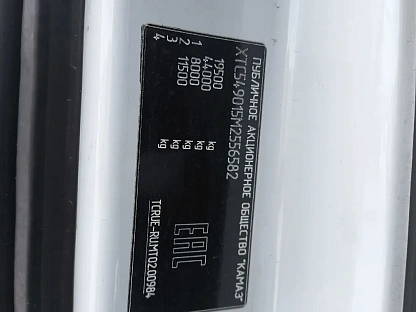 ПУБЛИЧНОЕ АКЦИОНЕРНОЕ ОБЩЕСТВО "КАМАЗ"
XTC549015M2556582
19500 kg
1 44000 kg
2 8000 kg
3 11500 kg
4
EAC
TCRUE-RU.MT02.00984